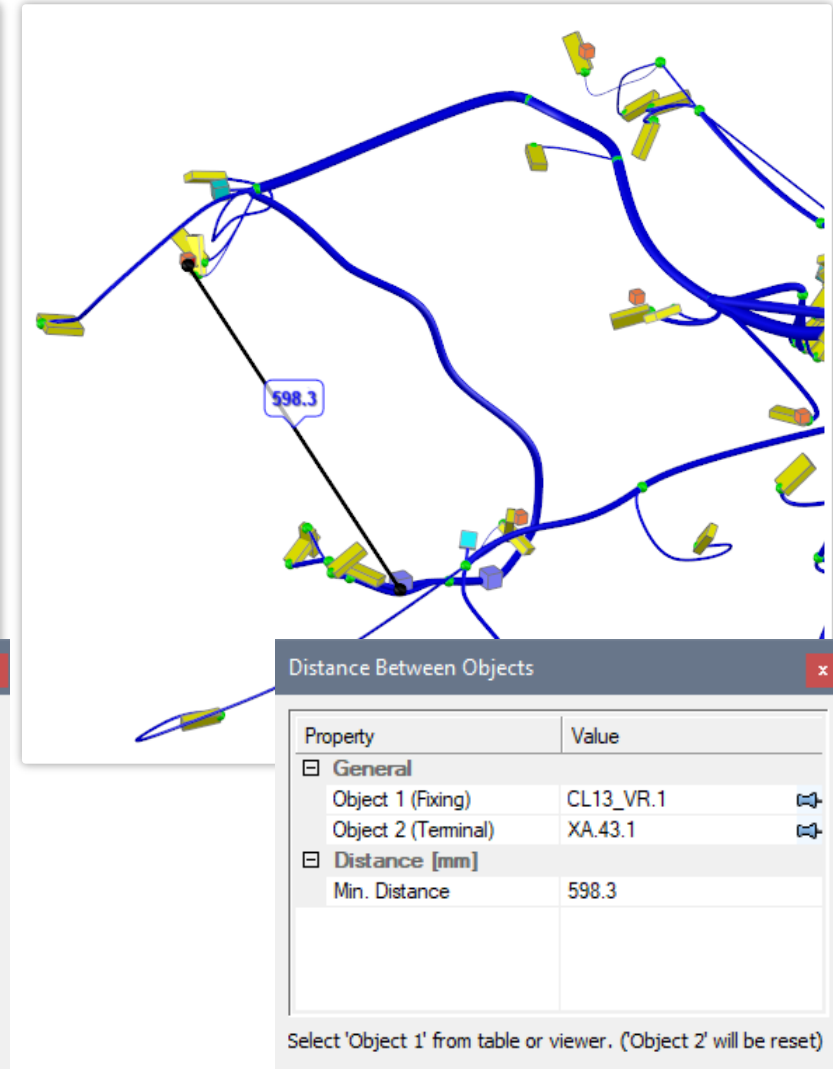 598.3
Distance Between Objects
x
Property Value
General
Object 1 (Fixing) CL13_VR.1
Object 2 (Terminal) XA.43.1
Distance [mm]
Min. Distance 598.3
Select 'Object 1' from table or viewer. ('Object 2' will be reset)